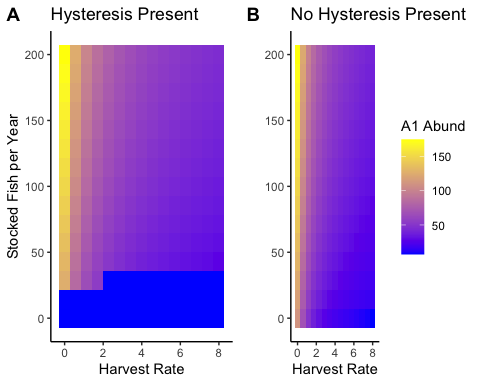 A Hysteresis Present
B No Hysteresis Present
Stocked Fish per Year
200
150
100
50
0
0 2 4 6 8
Harvest Rate
200
150
100
50
0
0 2 4 6 8
Harvest Rate
A1 Abund
150
100
50